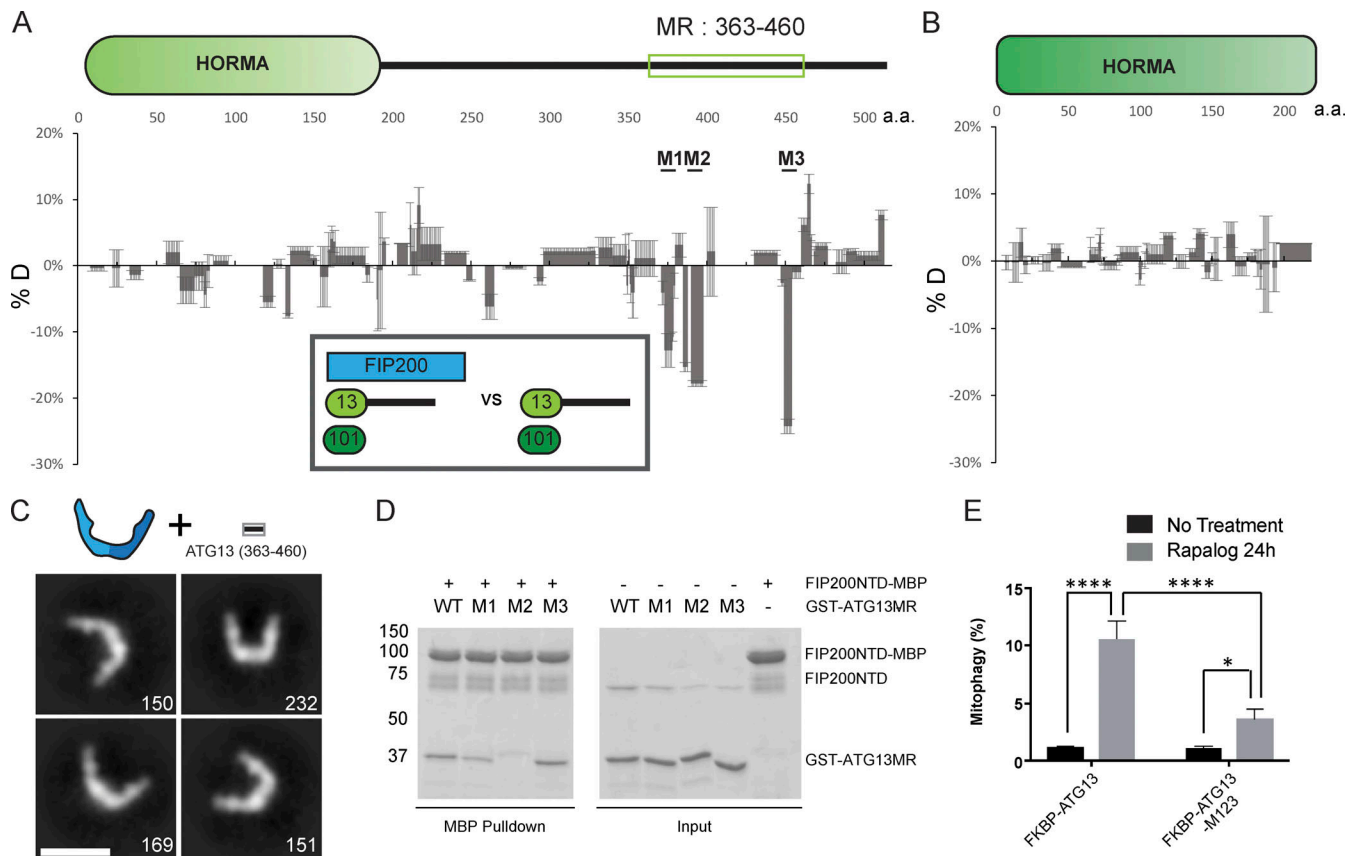 A
MR : 363-460
HORMA
0 50 100 150 200 250 300 350 400 450 500 a.a.
20%
10%
0%
-10%
-20%
-30%
% D
M1 M2 M3
FIP200
13 vs 13
101 101
B
HORMA
0 50 100 150 200 a.a.
20%
10%
0%
-10%
-20%
-30%
% D
C
+
ATG13 (363-460)
150 232
169 151
D
+ + + + - - - - + FIP200NTD-MBP
WT M1 M2 M3 WT M1 M2 M3 - GST-ATG13MR
150
100
75
50
37
FIP200NTD-MBP
FIP200NTD
GST-ATG13MR
MBP Pulldown
Input
E
No Treatment
Rapalog 24h
Mitophagy (%)
15
10
5
0
**** ****
*
FKBP-ATG13
FKBP-ATG13
-M123